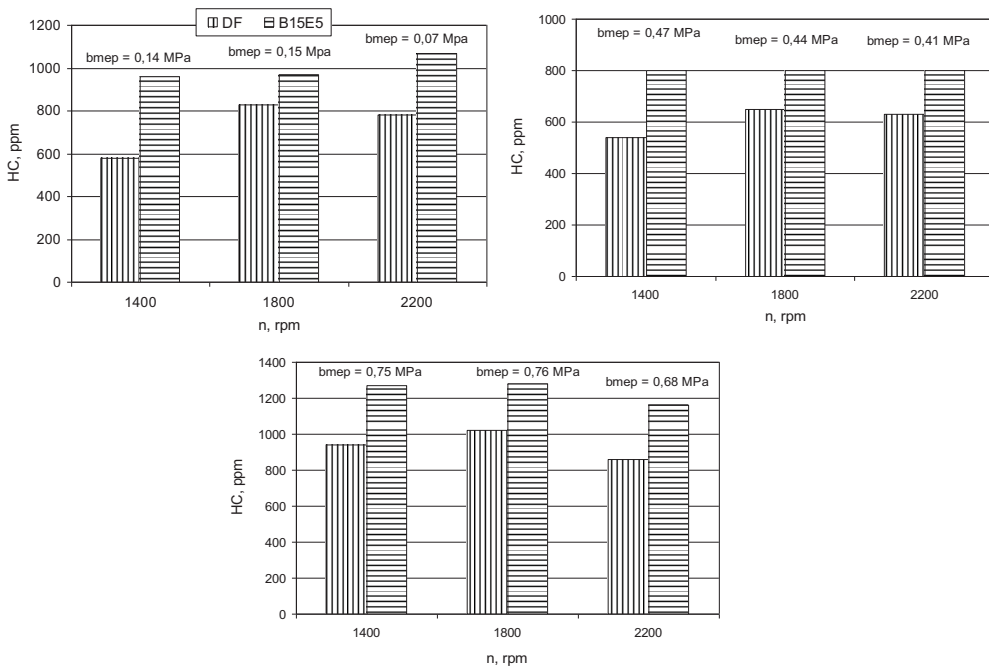 DF B15E5
1200
1000
800
600
400
200
0
HC, ppm
bmep = 0,14 MPa bmep = 0,15 Mpa bmep = 0,07 Mpa
1400 1800 2200
n, rpm
1000
800
600
400
200
0
HC, ppm
bmep = 0,47 MPa bmep = 0,44 MPa bmep = 0,41 MPa
1400 1800 2200
n, rpm
1400
1200
1000
800
600
400
200
0
HC, ppm
bmep = 0,75 MPa bmep = 0,76 MPa bmep = 0,68 MPa
1400 1800 2200
n, rpm